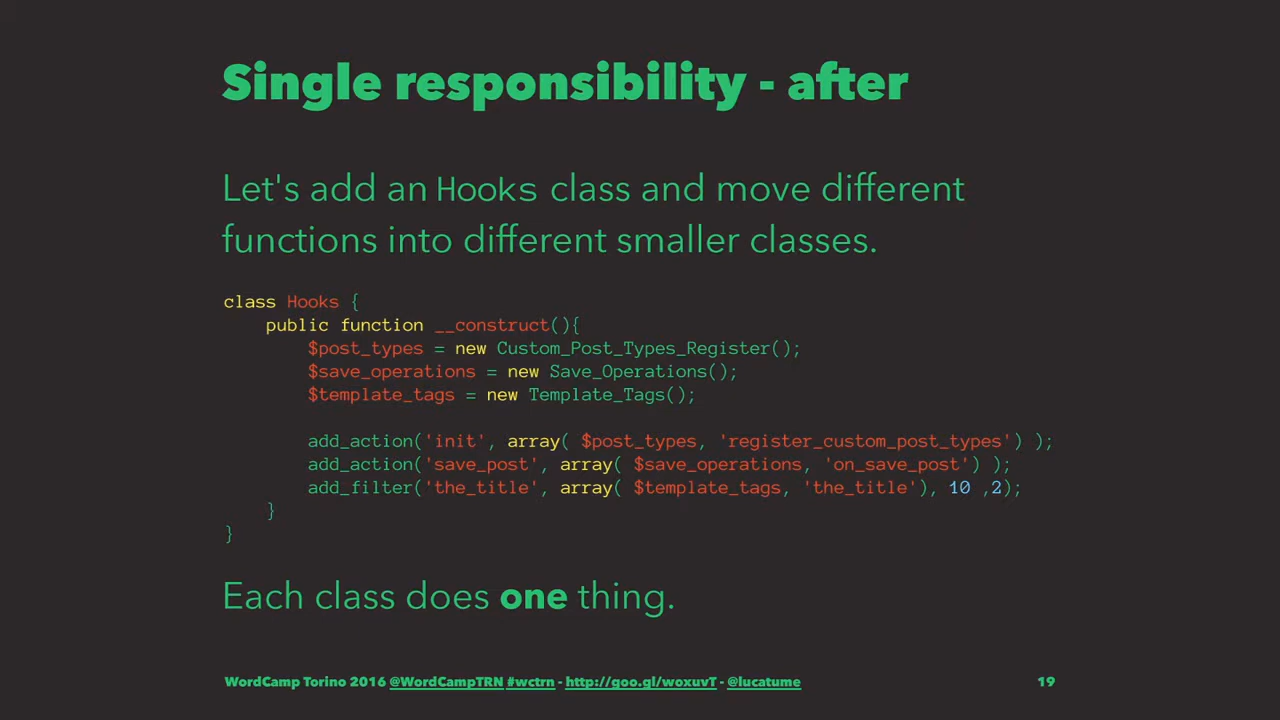 Single responsibility - after
Let's add an Hooks class and move different
functions into different smaller classes.
class Hooks {
    public function __construct(){
        $post_types = new Custom_Post_Types_Register();
        $save_operations = new Save_Operations();
        $template_tags = new Template_Tags();
        add_action('init', array( $post_types, 'register_custom_post_types') );
        add_action('save_post', array( $save_operations, 'on_save_post') );
        add_filter('the_title', array( $template_tags, 'the_title'), 10 ,2);
    }
}
Each class does one thing.
WordCamp Torino 2016 @WordCampTRN #wctrn - http://goo.gl/woxuvT - @lucatume 19